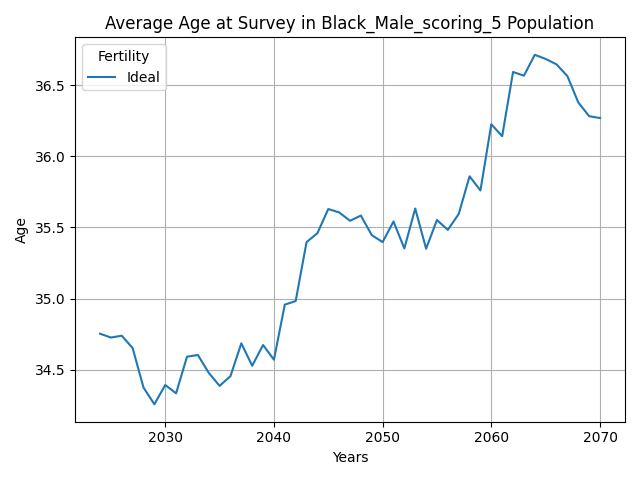 Average Age at Survey in Black_Male_scoring_5 Population
Fertility
Ideal
36.5
36.0
35.5
35.0
34.5
Age
2030 2040 2050 2060 2070
Years